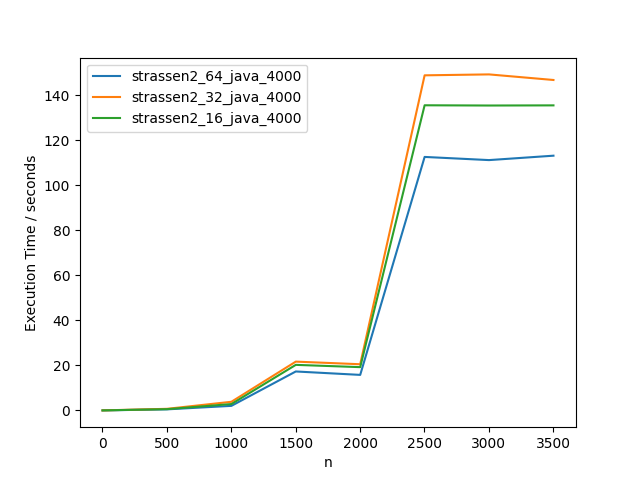 strassen2_64_java_4000
strassen2_32_java_4000
strassen2_16_java_4000
140
120
100
80
60
40
20
0
Execution Time / seconds
0 500 1000 1500 2000 2500 3000 3500
n